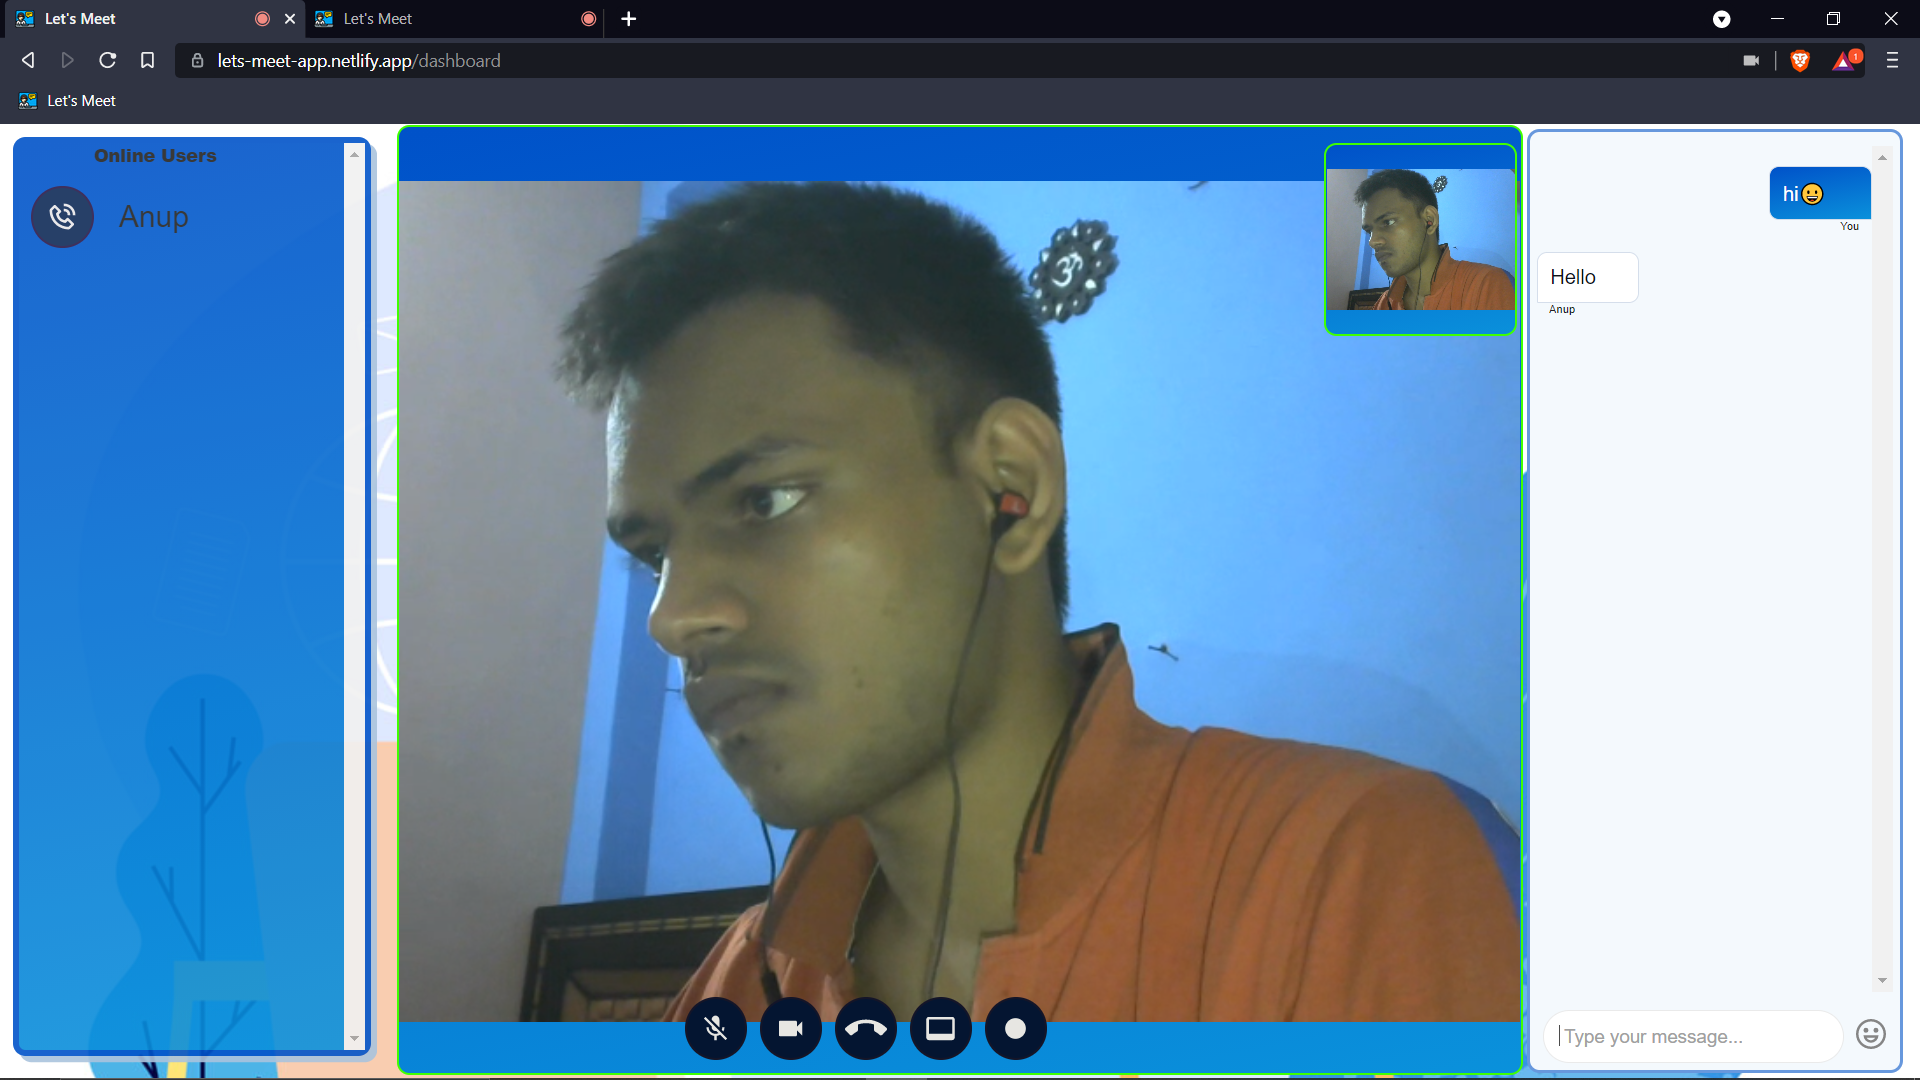 Let's Meet
Let's Meet
lets-meet-app.netlify.app/dashboard
1
Let's Meet
Online Users
Anup
ॐ
hi😀
You
Hello
Anup
Type your message...